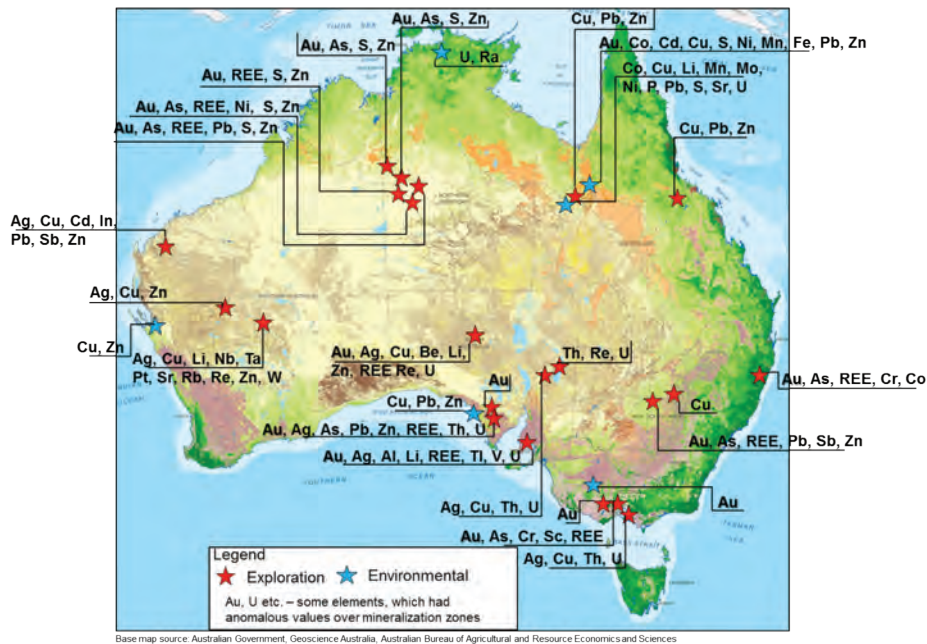 Au, As, S, Zn,
Cu, Pb, Zn
Au, As, S, Zn
U, Ra
Au, Co, Cd, Cu, S, Ni, Mn, Fe, Pb, Zn
Au, REE, S, Zn
Co, Cu, Li, Mn, Mo,
Ni, P, Pb, S, Sr, U
Au, As, REE, Ni, S, Zn
Au, As, REE, Pb, S, Zn
Cu, Pb, Zn
Ag, Cu, Cd, In,
Pb, Sb, Zn
Ag, Cu, Zn
Cu, Zn
Ag, Cu, Li, Nb, Ta
Pt, Sr, Rb, Re, Zn, W
Au, Ag, Cu, Be, Li,
Zn, REE Re, U
Th, Re, U
Au
Au, As, REE, Cr, Co
Cu, Pb, Zn
Cu
Au, Ag, As, Pb, Zn, REE, Th, U
Au, As, REE, Pb, Sb, Zn
Au, Ag, Al, Li, REE, Tl, V, U
Ag, Cu, Th, U
Au
Au
Au, As, Cr, Sc, REE
Ag, Cu, Th, U
SOUTHERN OCEAN
Legend
Exploration Environmental
Au, U etc. – some elements, which had
anomalous values over mineralization zones
Base map source: Australian Government, Geoscience Australia, Australian Bureau of Agricultural and Resource Economics and Sciences